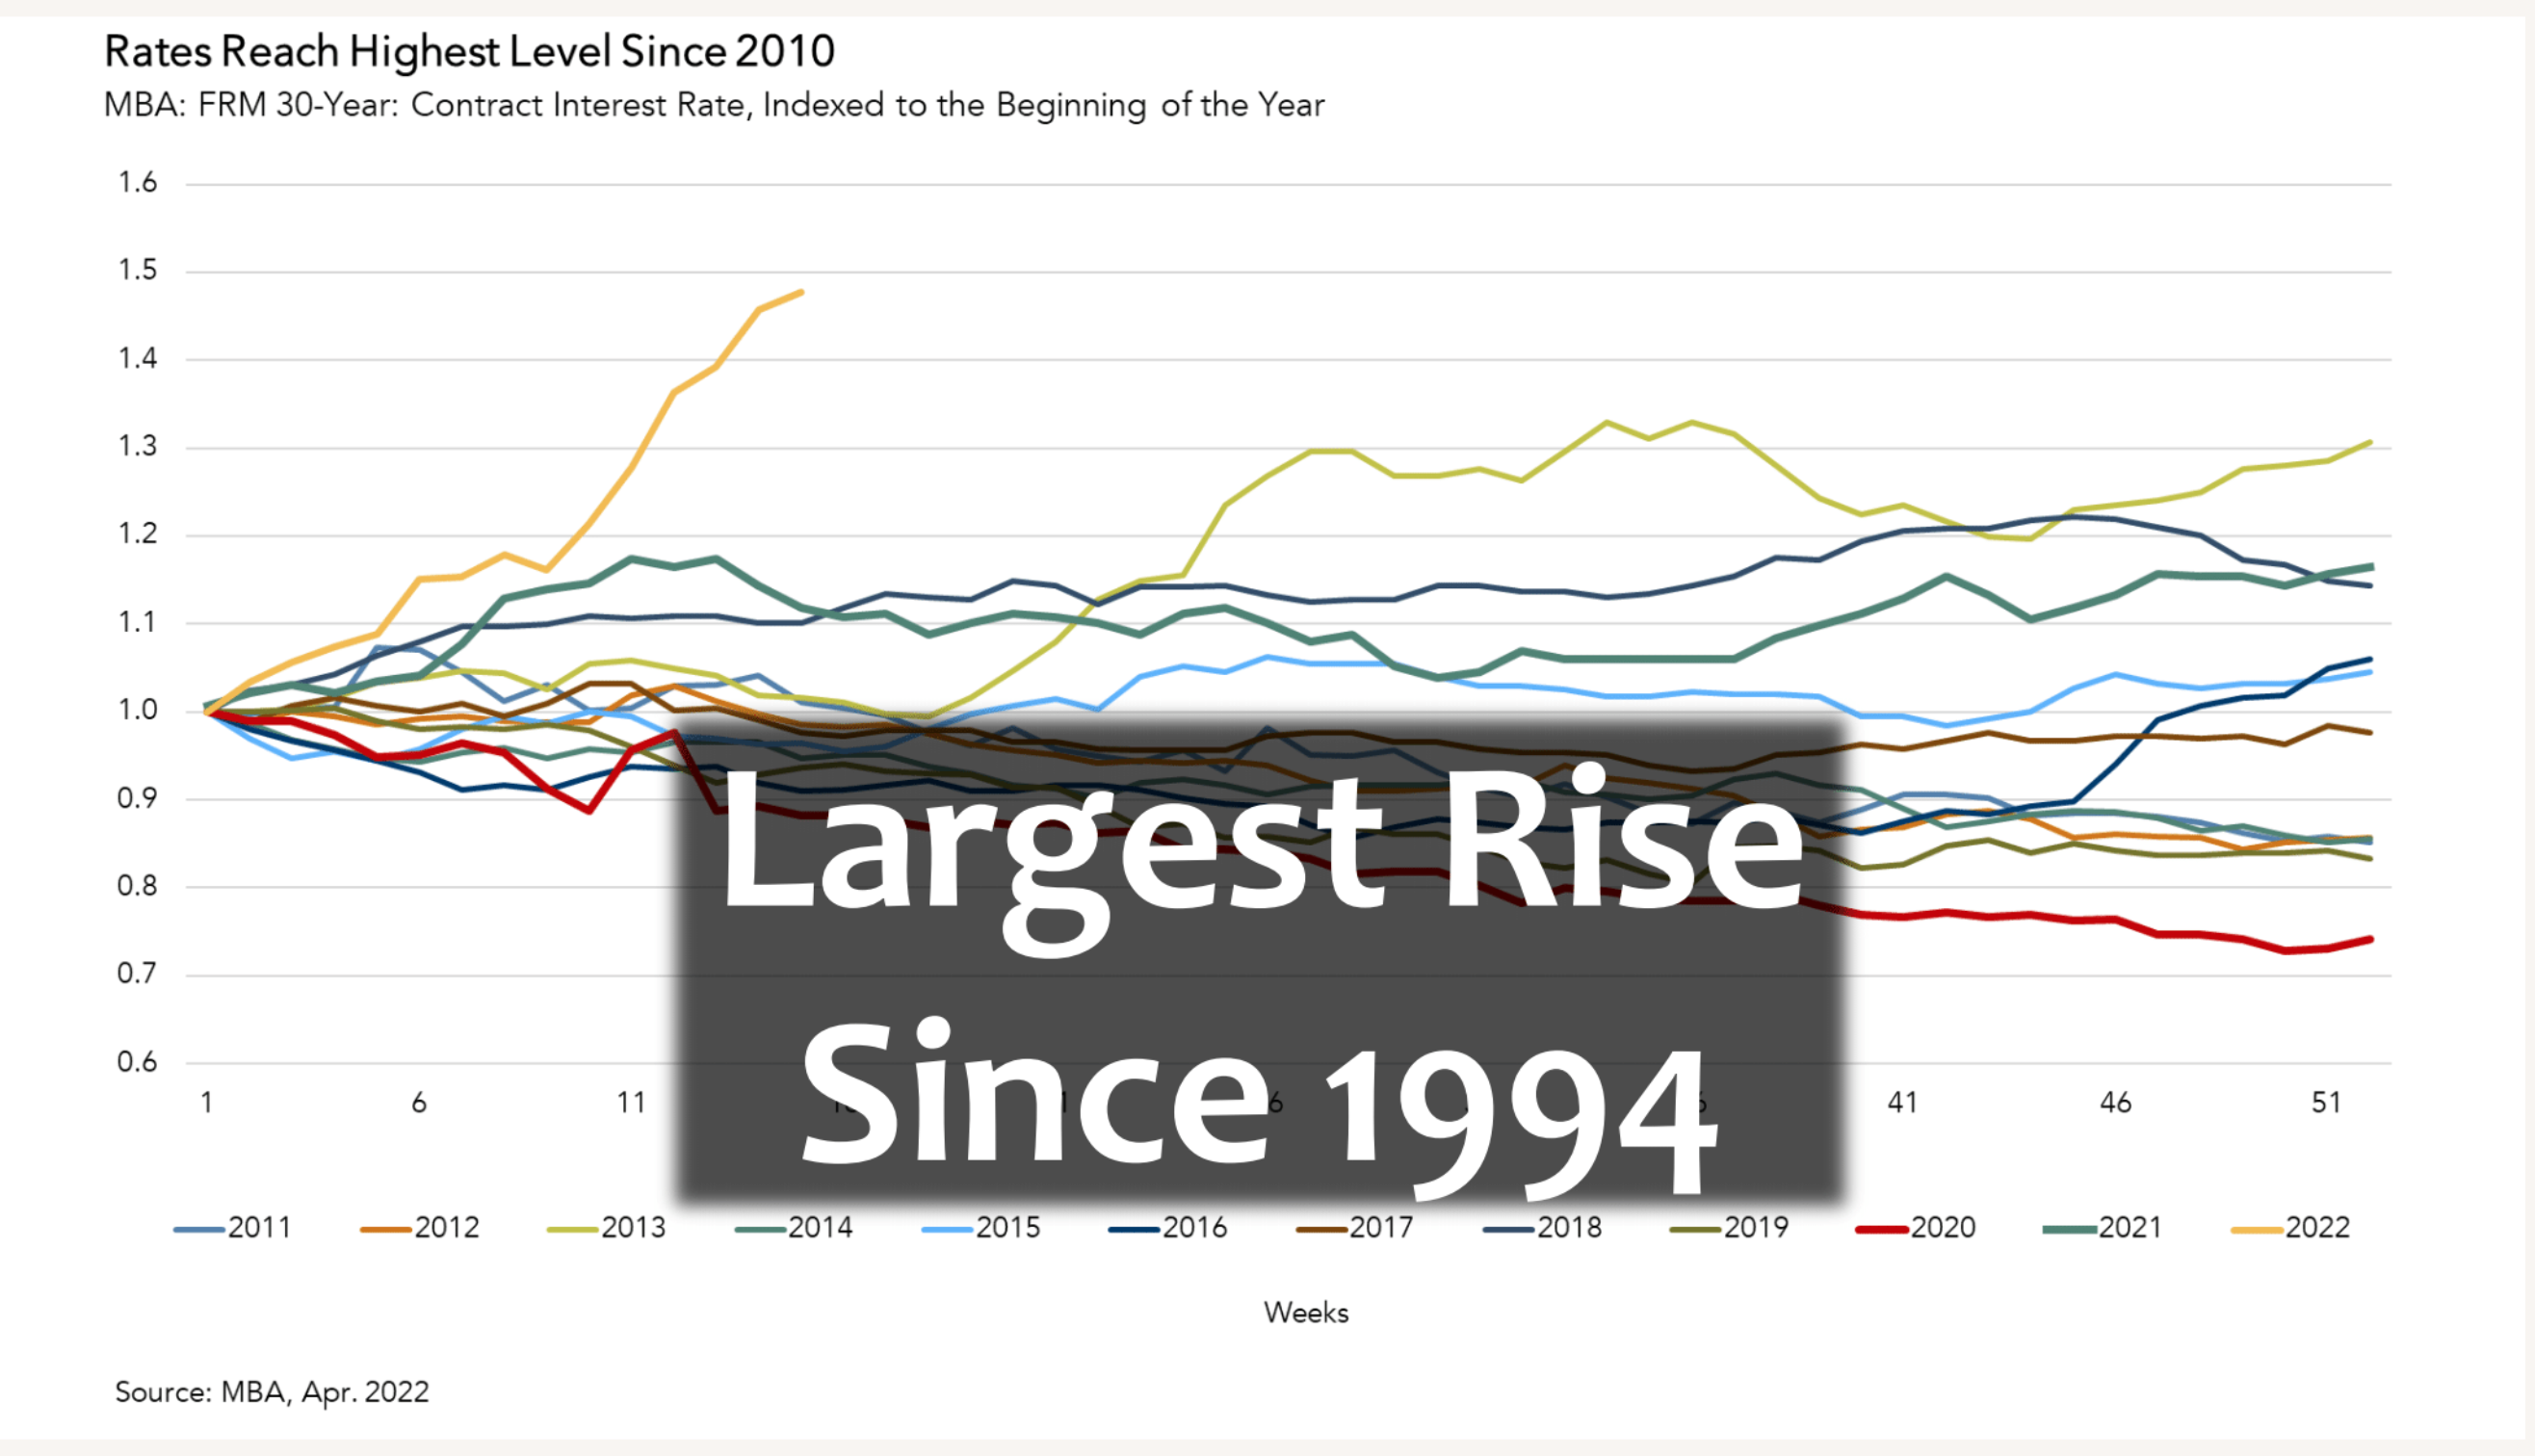 Rates Reach Highest Level Since 2010
MBA: FRM 30-Year: Contract Interest Rate, Indexed to the Beginning of the Year
1.6
1.5
1.4
1.3
1.2
1.1
1.0
0.9
0.8
0.7
0.6
1 6 11 41 46 51
Largest Rise
Since 1994
2011 2012 2013 2014 2015 2016 2017 2018 2019 2020 2021 2022
Weeks
Source: MBA, Apr. 2022